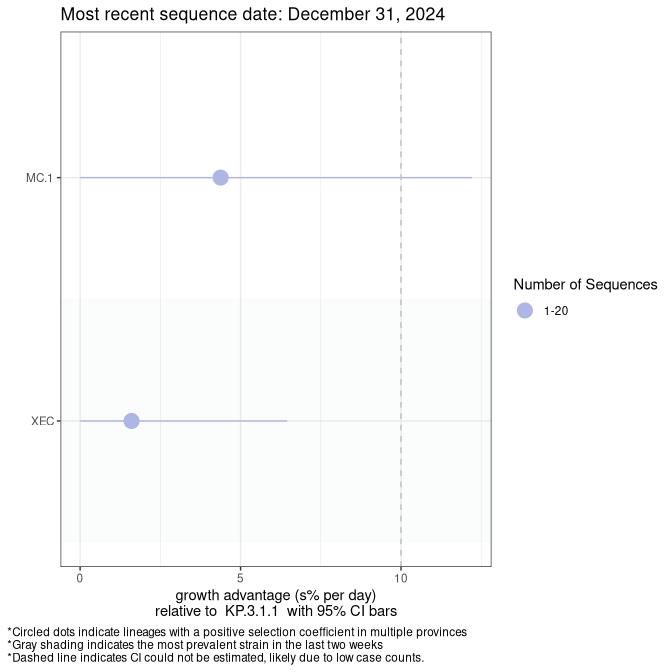 Most recent sequence date: December 31, 2024
MC.1
XEC
0
5
10
growth advantage (s% per day)
relative to KP.3.1.1 with 95% CI bars
Number of Sequences
1-20
*Circled dots indicate lineages with a positive selection coefficient in multiple provinces
*Gray shading indicates the most prevalent strain in the last two weeks
*Dashed line indicates CI could not be estimated, likely due to low case counts.